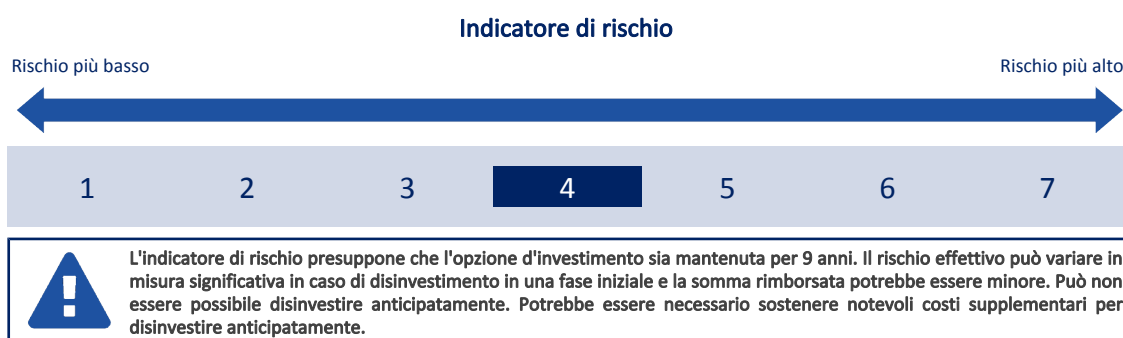 Indicatore di rischio
Rischio più basso
Rischio più alto
1 2 3 4 5 6 7
L'indicatore di rischio presuppone che l'opzione d'investimento sia mantenuta per 9 anni. Il rischio effettivo può variare in
misura significativa in caso di disinvestimento in una fase iniziale e la somma rimborsata potrebbe essere minore. Può non
essere possibile disinvestire anticipatamente. Potrebbe essere necessario sostenere notevoli costi supplementari per
disinvestire anticipatamente.